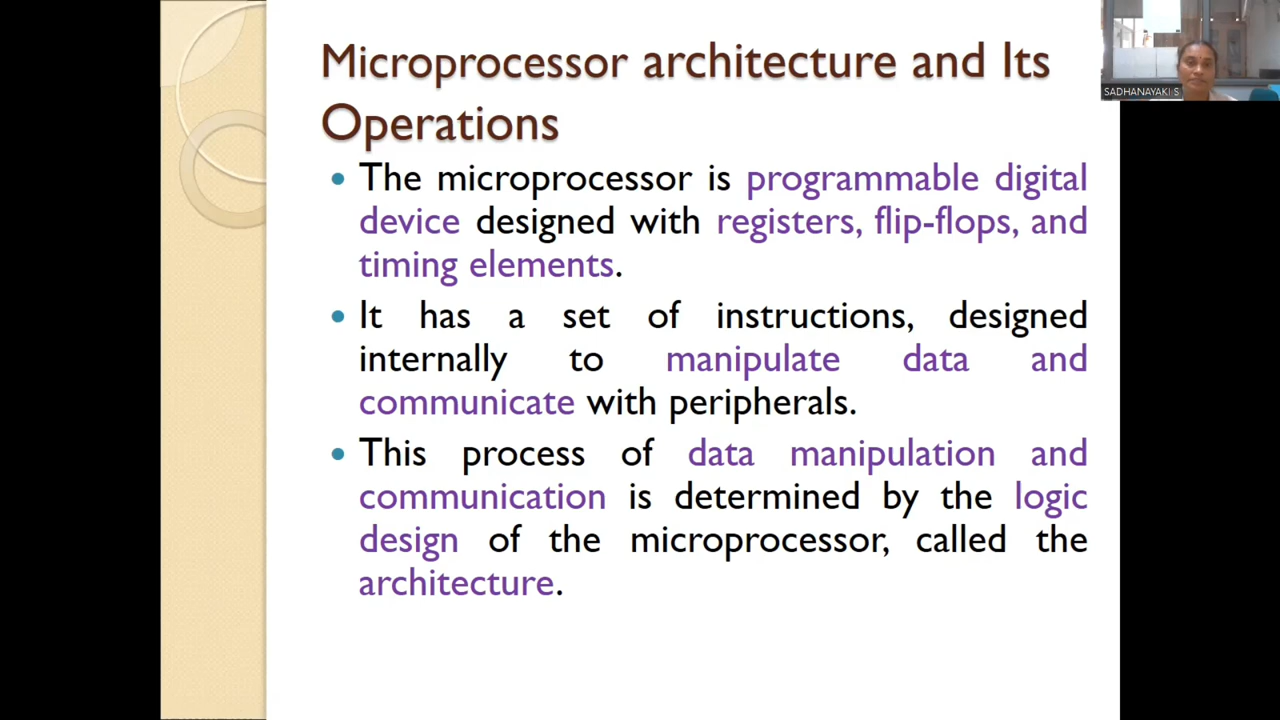 Microprocessor architecture and Its
Operations
SADHANAYAKI S
• The microprocessor is programmable digital
device designed with registers, flip-flops, and
timing elements.
• It has a set of instructions, designed
internally to manipulate data and
communicate with peripherals.
• This process of data manipulation and
communication is determined by the logic
design of the microprocessor, called the
architecture.